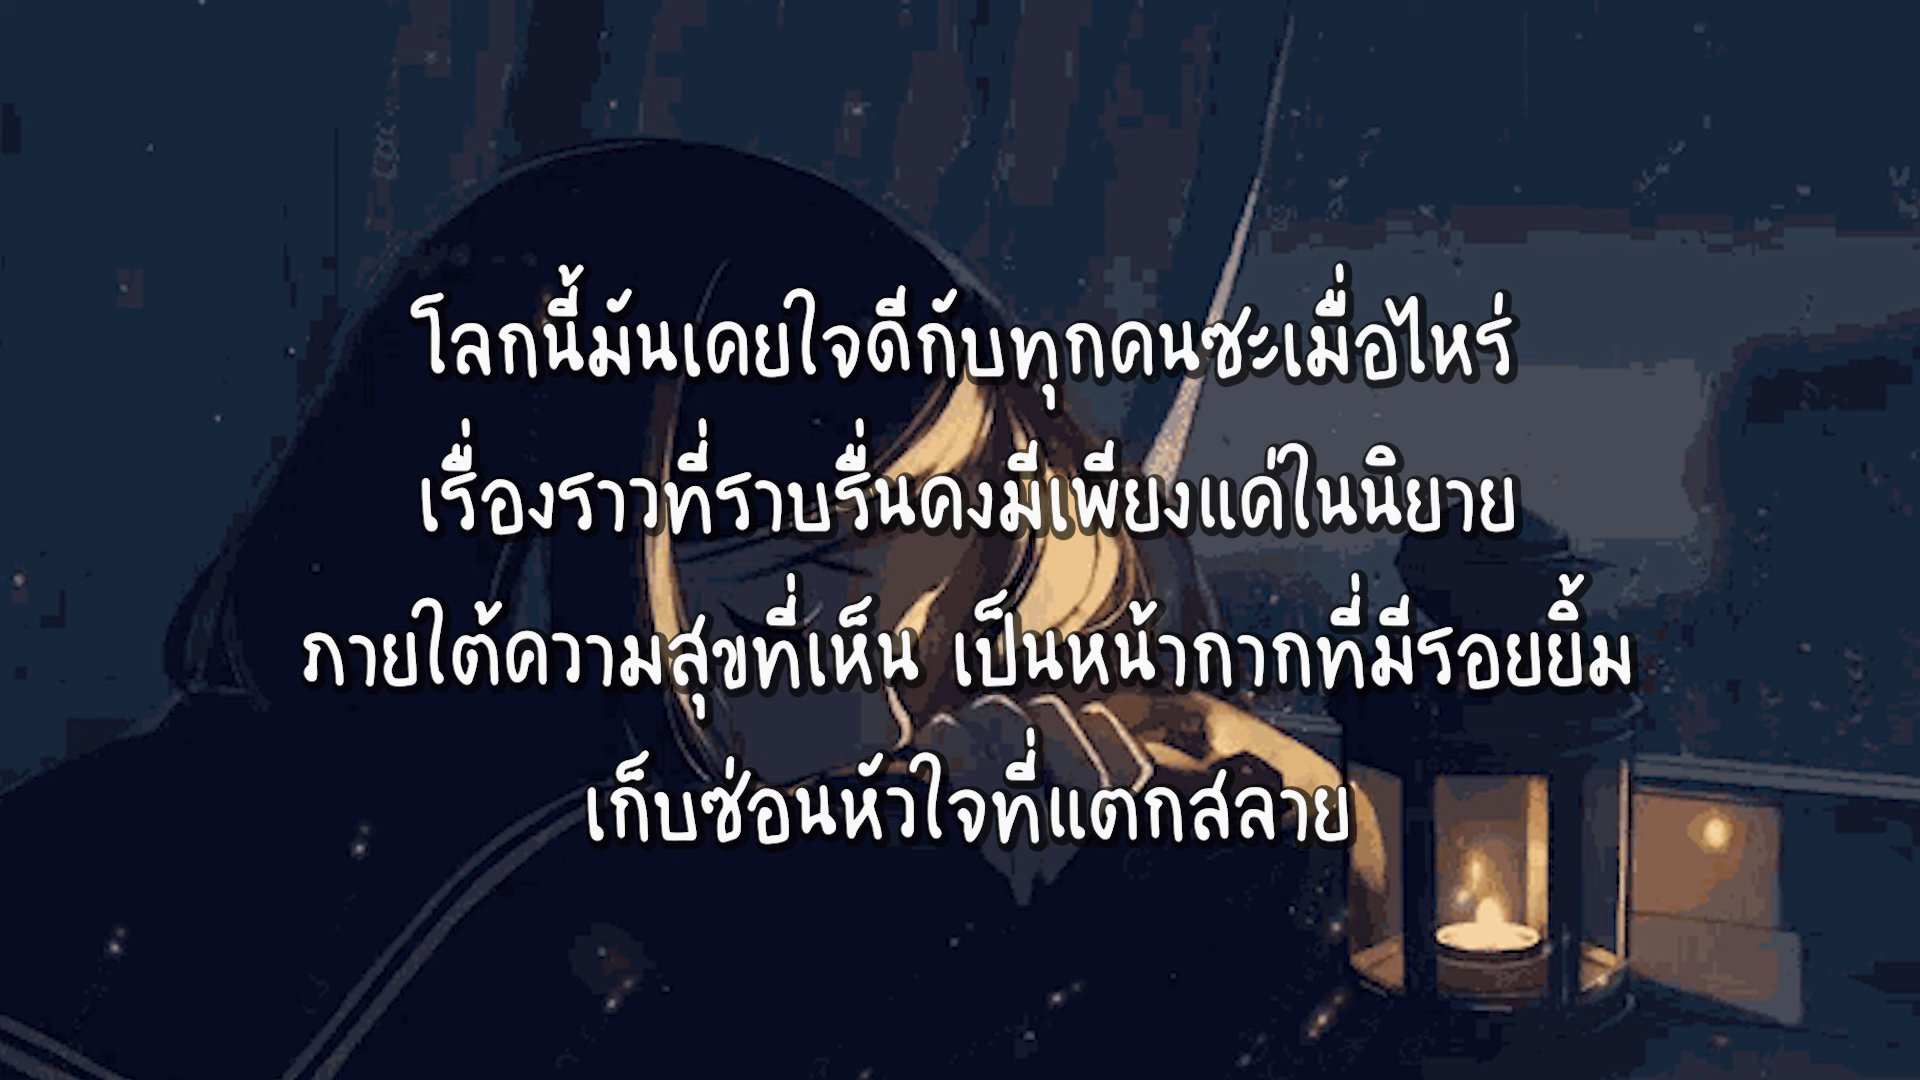 โลกนี้มันเคยใจดีกับทุกคนซะเมื่อไหร่
เรื่องราวที่ราบรื่นคงมีเพียงแค่ในนิยาย
ภายใต้ความสุขที่เห็น เป็นหน้ากากที่มีรอยยิ้ม
เก็บซ่อนหัวใจที่แตกสลาย